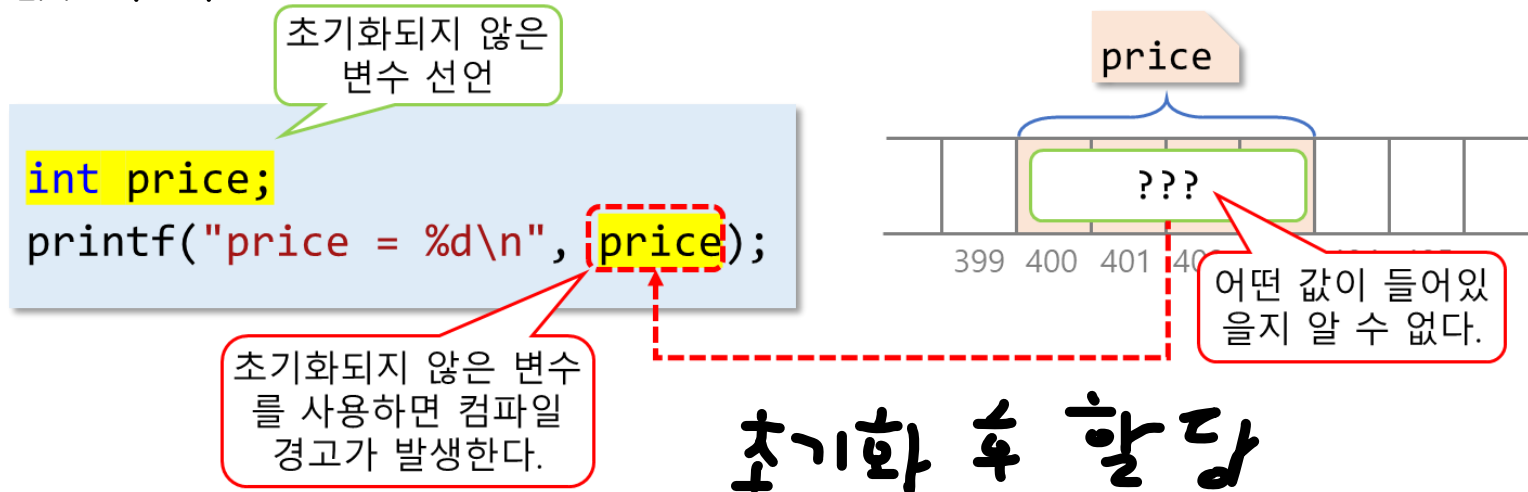 초기화되지 않은
변수 선언
price
int price;
printf("price = %d\n", price);
???
399 400 401
어떤 값이 들어있
을지 알 수 없다.
초기화되지 않은 변수
를 사용하면 컴파일
경고가 발생한다.
초기화 후 할당